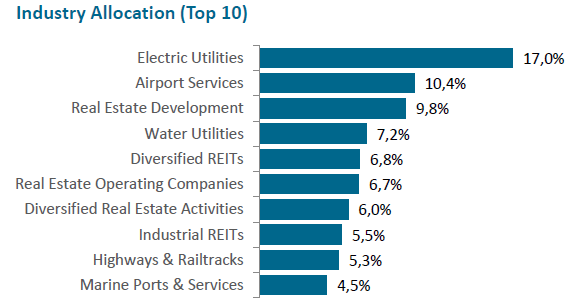 Industry Allocation (Top 10)
Electric Utilities 17,0%
Airport Services 10,4%
Real Estate Development 9,8%
Water Utilities 7,2%
Diversified REITs 6,8%
Real Estate Operating Companies 6,7%
Diversified Real Estate Activities 6,0%
Industrial REITs 5,5%
Highways & Railtracks 5,3%
Marine Ports & Services 4,5%